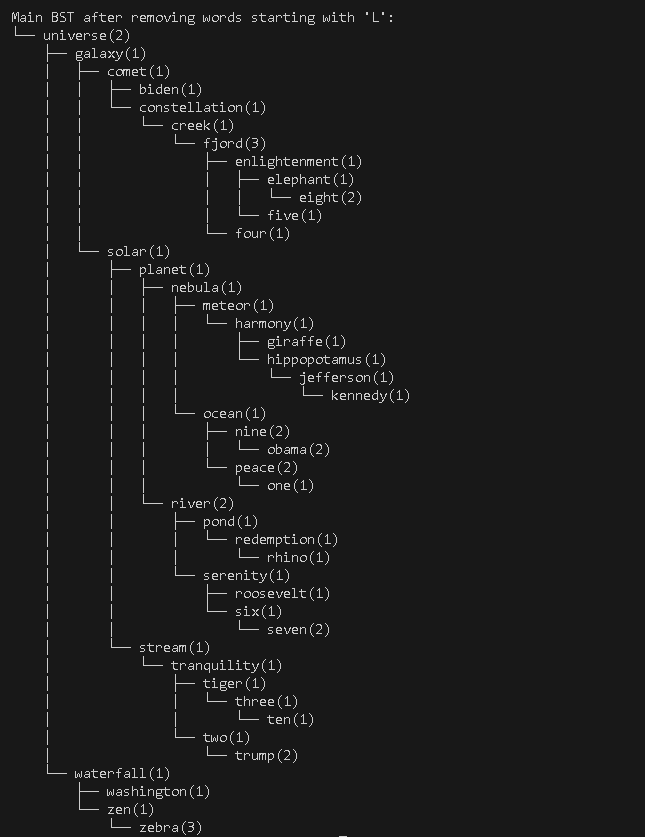 Main BST after removing words starting with 'L':
└── universe(2)
    ├── galaxy(1)
    │   ├── comet(1)
    │   │   ├── biden(1)
    │   │   └── constellation(1)
    │   │       └── creek(1)
    │   │           └── fjord(3)
    │   │               ├── enlightenment(1)
    │   │               │   ├── elephant(1)
    │   │               │   │   └── eight(2)
    │   │               │   └── five(1)
    │   │               └── four(1)
    │   └── solar(1)
    │       ├── planet(1)
    │       │   ├── nebula(1)
    │       │   │   ├── meteor(1)
    │       │   │   │   └── harmony(1)
    │       │   │   │       ├── giraffe(1)
    │       │   │   │       └── hippopotamus(1)
    │       │   │   │           └── jefferson(1)
    │       │   │   │               └── kennedy(1)
    │       │   │   └── ocean(1)
    │       │   │       ├── nine(2)
    │       │   │       │   └── obama(2)
    │       │   │       └── peace(2)
    │       │   │           └── one(1)
    │       │   └── river(2)
    │       │       ├── pond(1)
    │       │       │   └── redemption(1)
    │       │       │       └── rhino(1)
    │       │       └── serenity(1)
    │       │           ├── roosevelt(1)
    │       │           └── six(1)
    │       │               └── seven(2)
    │       └── stream(1)
    │           └── tranquility(1)
    │               ├── tiger(1)
    │               │   └── three(1)
    │               │       └── ten(1)
    │               └── two(1)
    │                   └── trump(2)
    └── waterfall(1)
        ├── washington(1)
        └── zen(1)
            └── zebra(3)